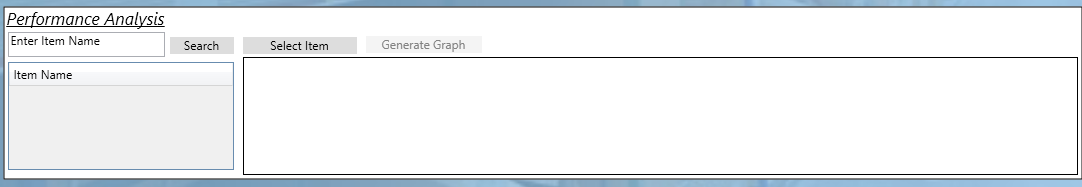 Performance Analysis
Enter Item Name
Search
Select Item
Generate Graph
Item Name